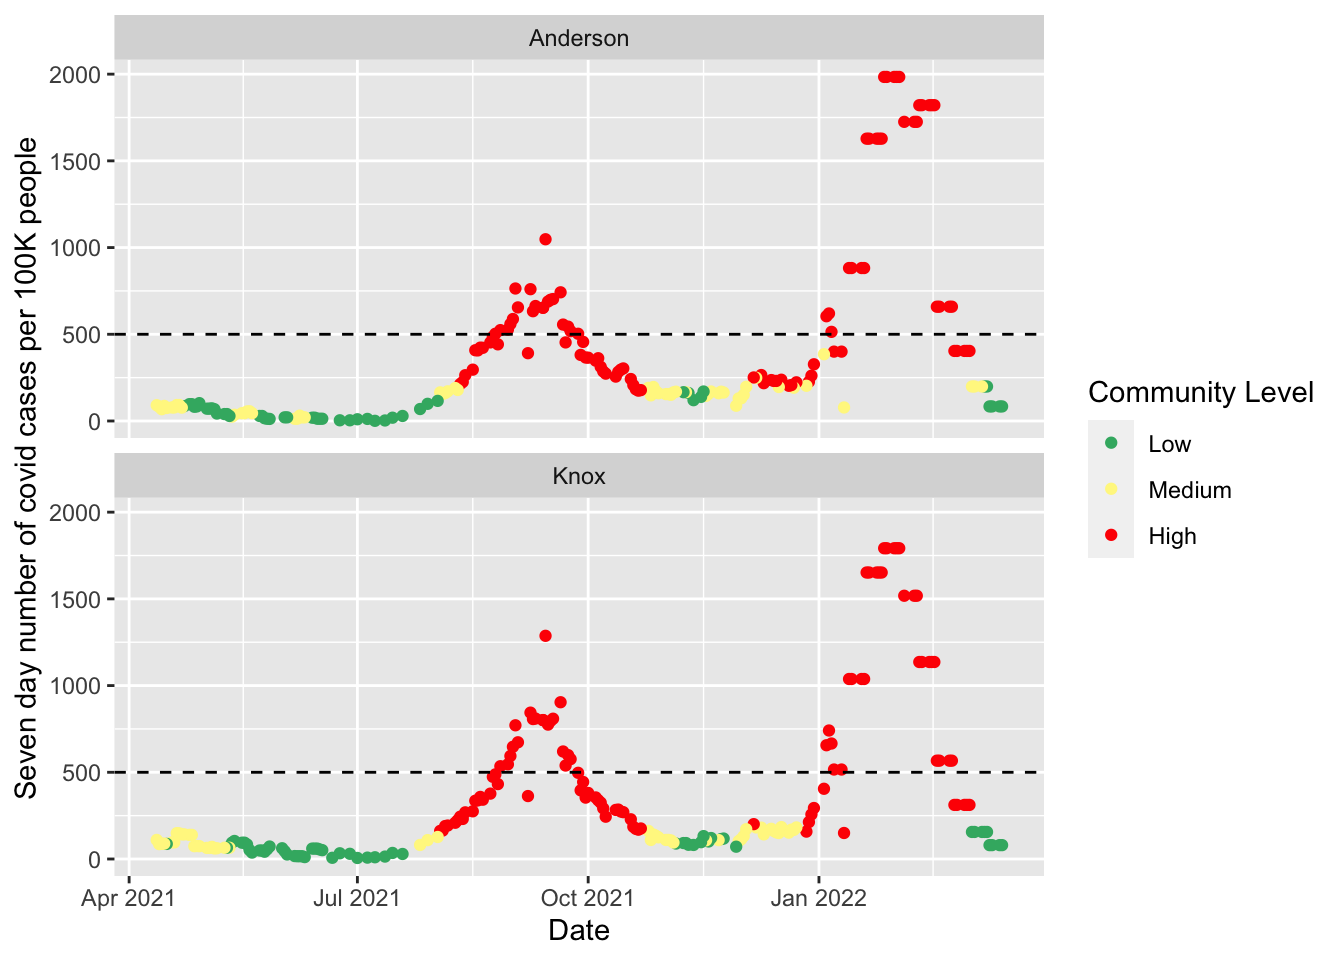 Anderson
2000
1500
1000
500
0
Knox
2000
1500
1000
500
0
Apr 2021
Jul 2021
Oct 2021
Jan 2022
Date
Seven day number of covid cases per 100K people
Community Level
Low
Medium
High